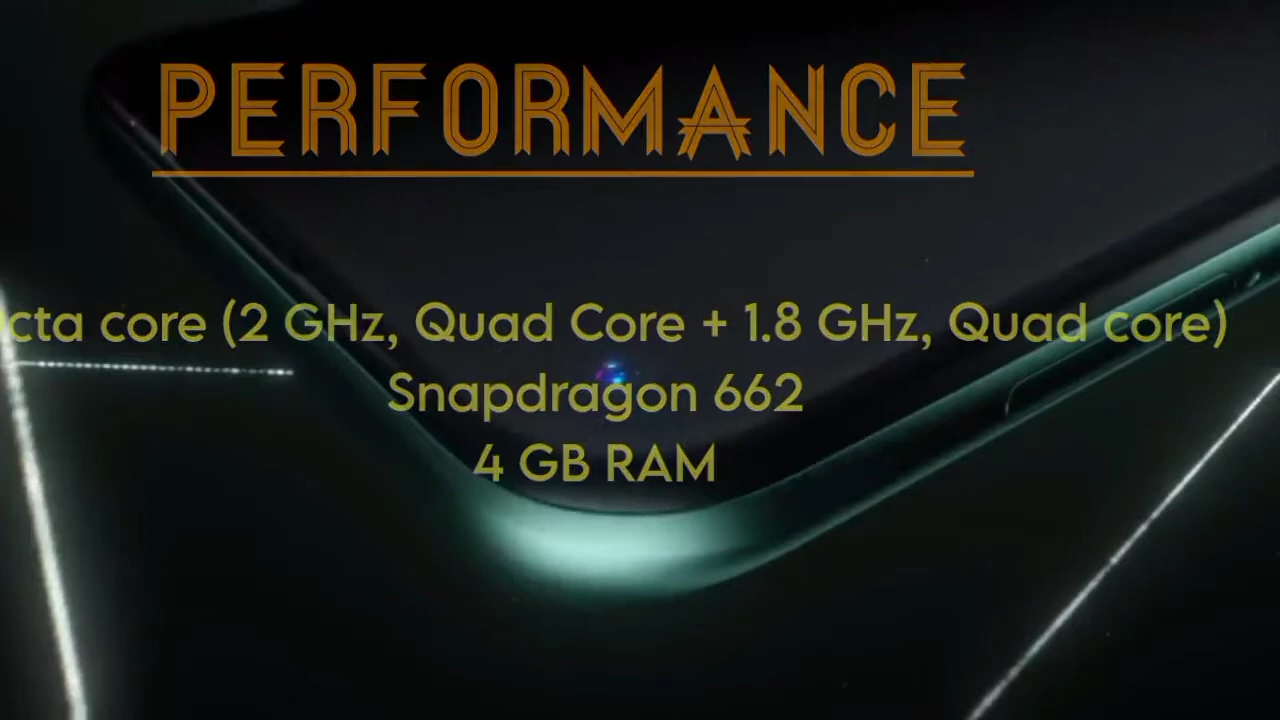 PERFORMANCE
cta core (2 GHz, Quad Core + 1.8 GHz, Quad core)
Snapdragon 662
4 GB RAM